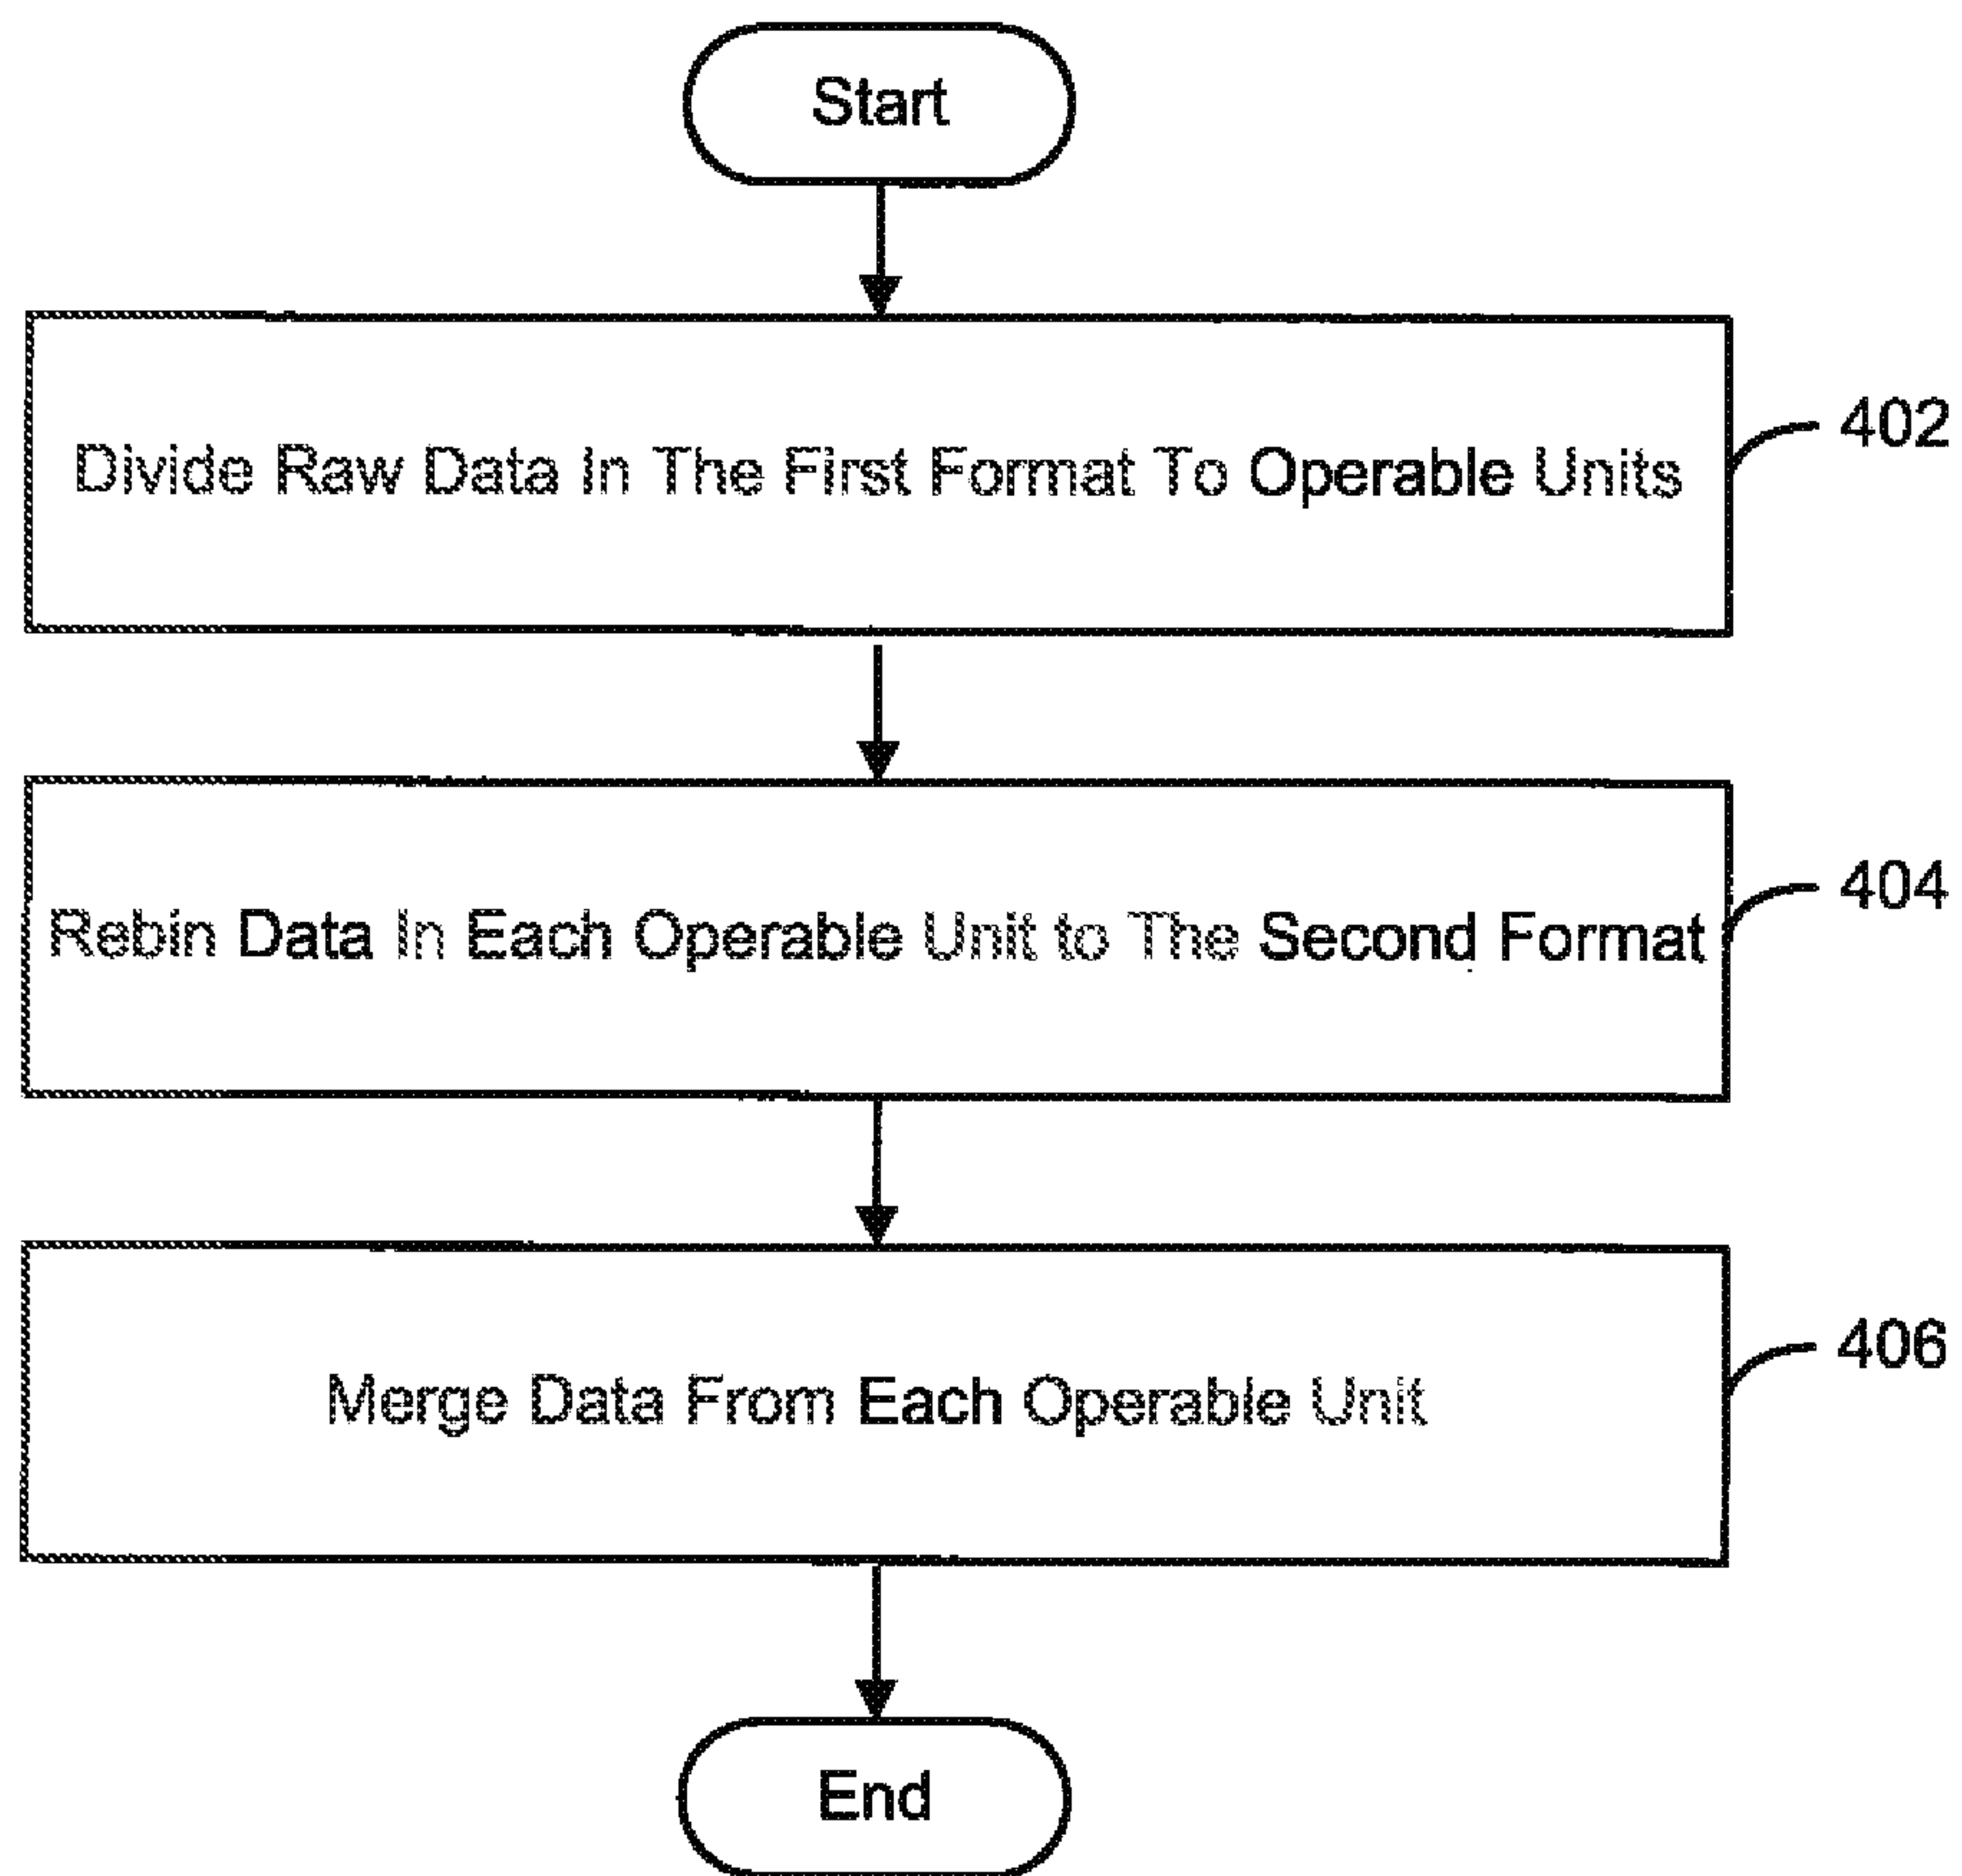 Start
Divide Raw Data In The First Format To Operable Units
402
Rebin Data In Each Operable Unit to The Second Format
404
Merge Data From Each Operable Unit
406
End